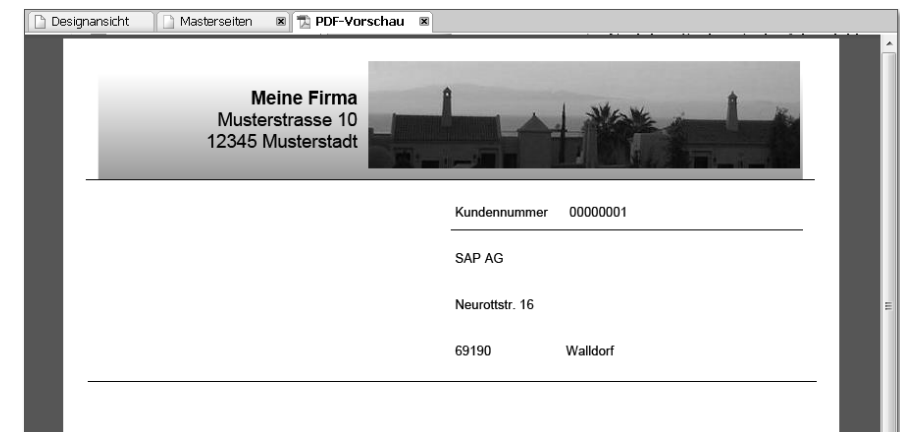 Designansicht Masterseiten PDF-Vorschau
Meine Firma
Musterstrasse 10
12345 Musterstadt
Kundennummer 00000001
SAP AG
Neurottstr. 16
69190 Walldorf